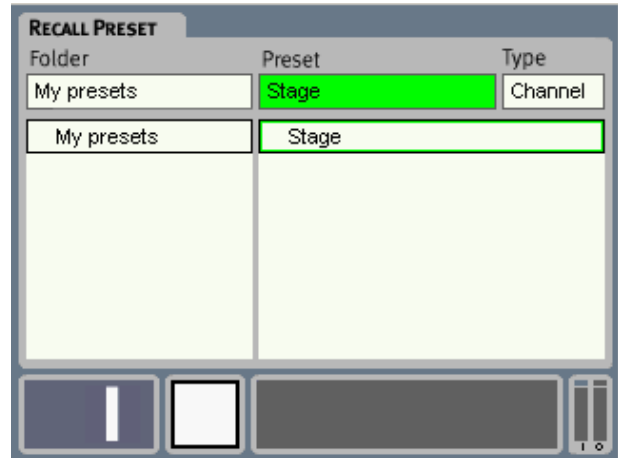 RECALL PRESET
Folder Preset Type
My presets Stage Channel
My presets Stage
I O